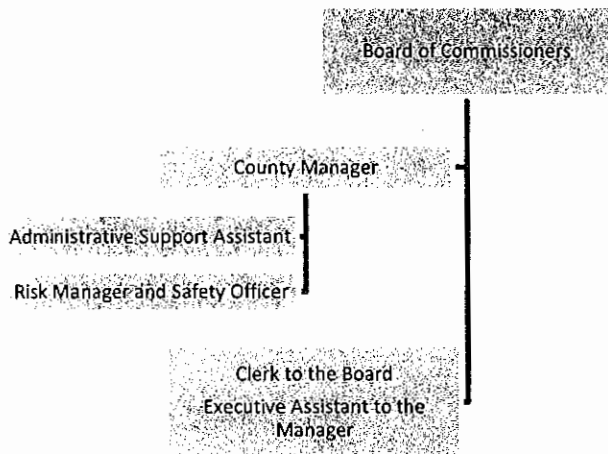 Board of Commissioners
County Manager
Administrative Support Assistant
Risk Manager and Safety Officer
Clerk to the Board
Executive Assistant to the
Manager